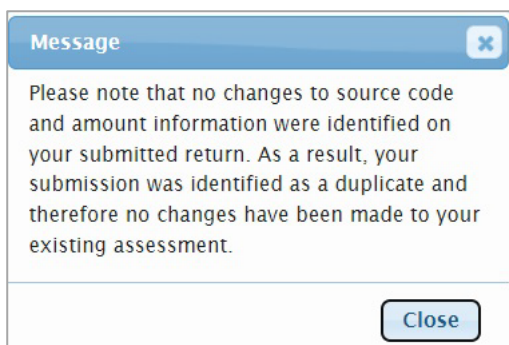 Message
Please note that no changes to source code
and amount information were identified on
your submitted return. As a result, your
submission was identified as a duplicate and
therefore no changes have been made to your
existing assessment.
Close